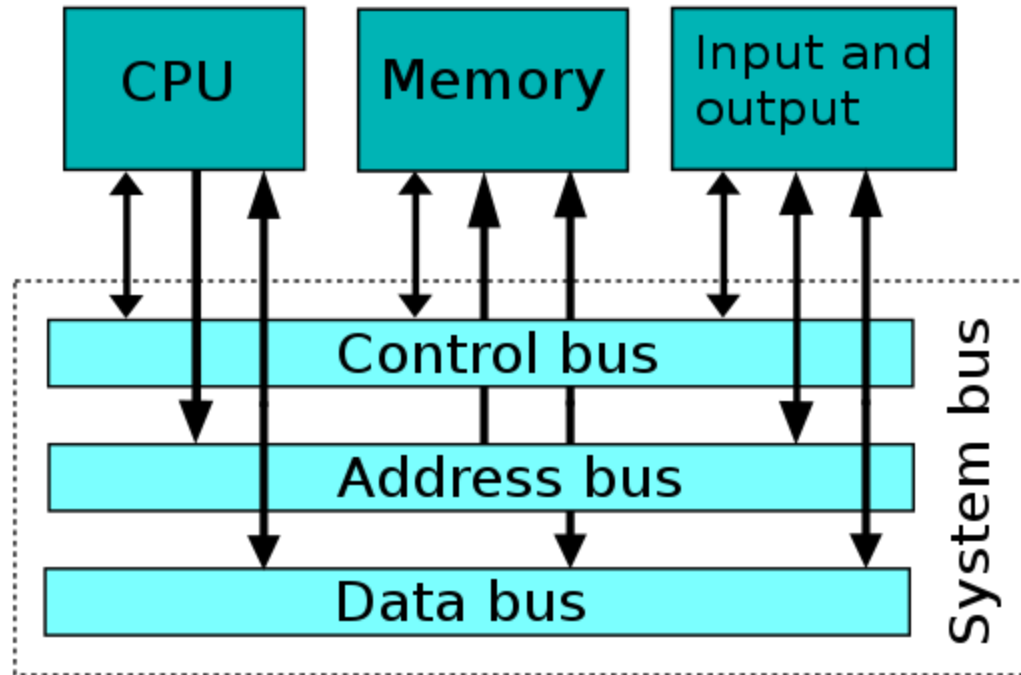 CPU
Memory
Input and
output
Control bus
Address bus
Data bus
System bus